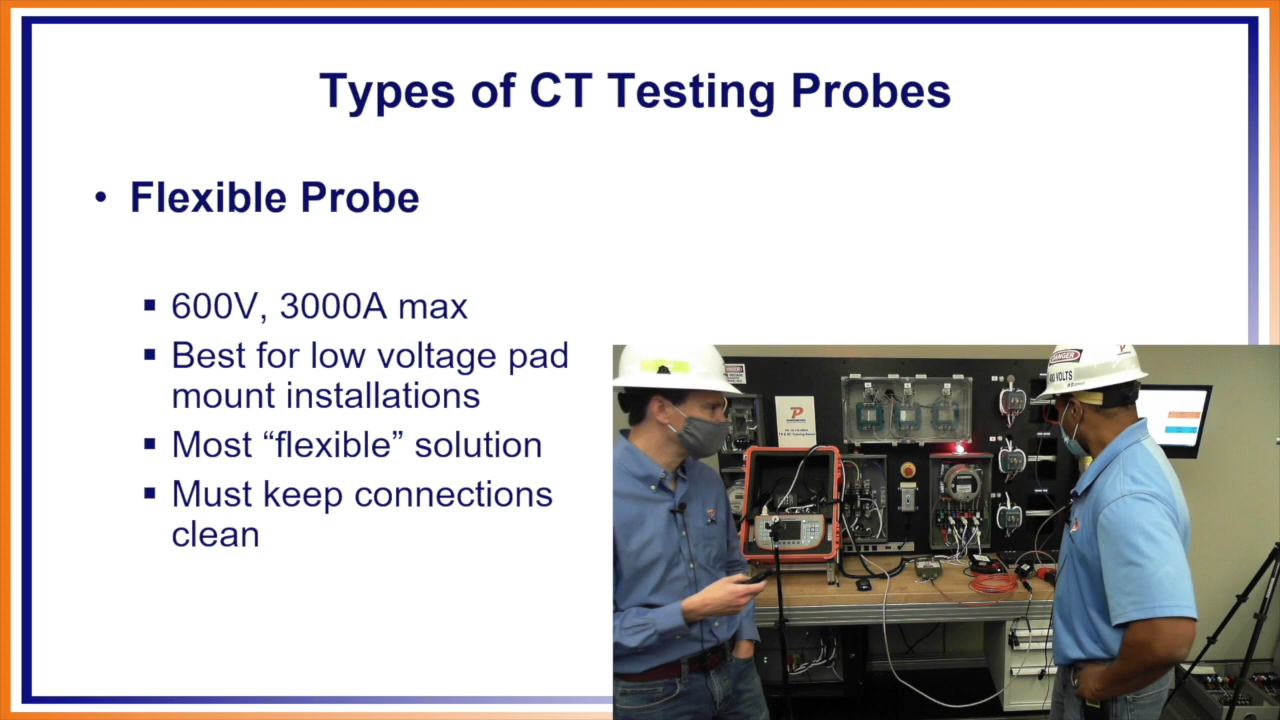 Types of CT Testing Probes
• Flexible Probe
▪ 600V, 3000A max
▪ Best for low voltage pad
mount installations
▪ Most “flexible” solution
▪ Must keep connections
clean
DANGER
DANGER
VOLTS
P